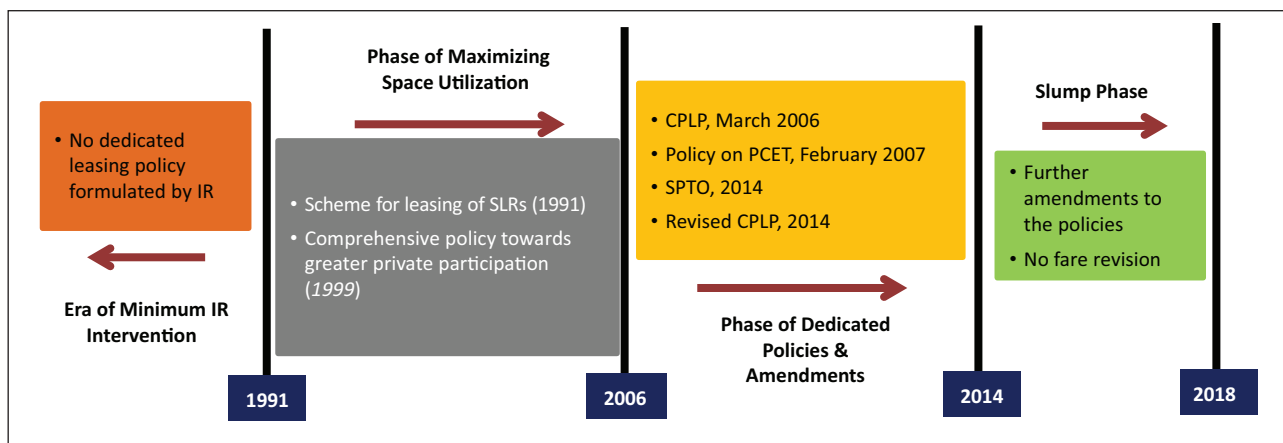 • No dedicated
leasing policy
formulated by IR
Era of Minimum IR
Intervention
1991
Phase of Maximizing
Space Utilization
• Scheme for leasing of SLRs (1991)
• Comprehensive policy towards
greater private participation
(1999)
2006
• CPLP, March 2006
• Policy on PCET, February 2007
• SPTO, 2014
• Revised CPLP, 2014
Phase of Dedicated
Policies &
Amendments
2014
Slump Phase
• Further
amendments to
the policies
• No fare revision
2018